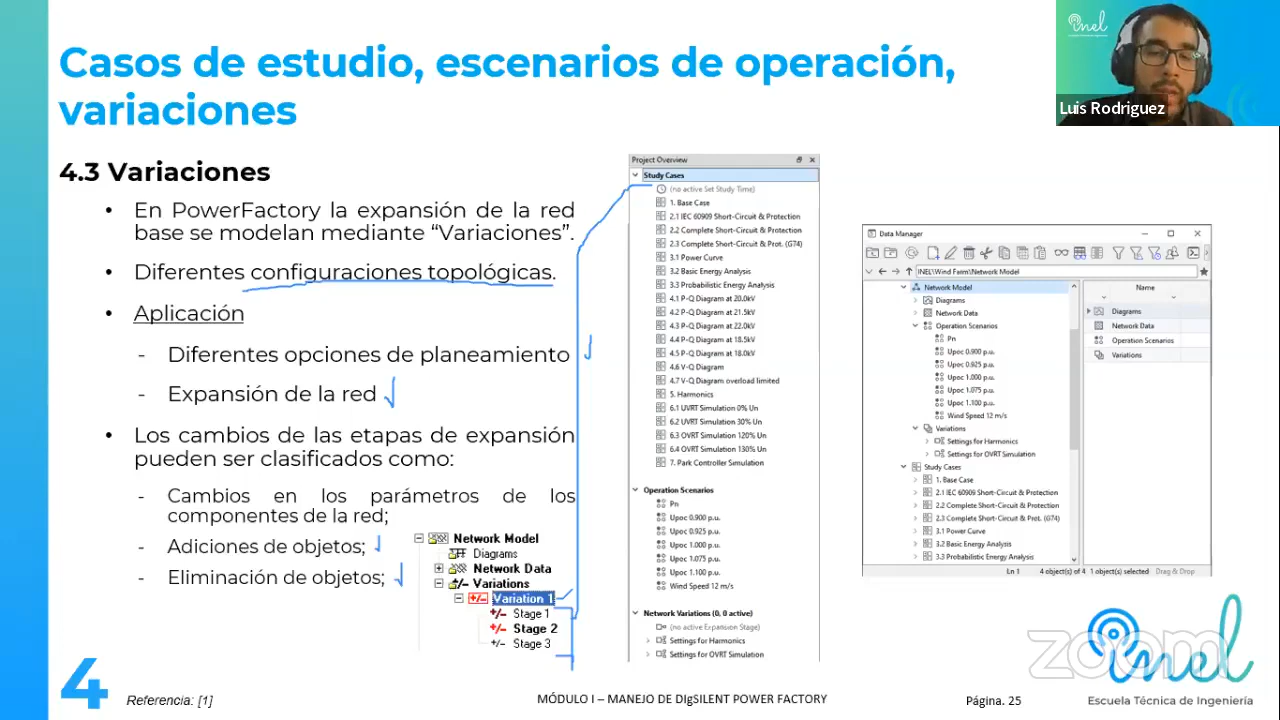 Casos de estudio, escenarios de operación,
variaciones
inel
Luis Rodriguez
4.3 Variaciones
• En PowerFactory la expansión de la red
base se modelan mediante “Variaciones”.
• Diferentes configuraciones topológicas.
• Aplicación
- Diferentes opciones de planeamiento
- Expansión de la red
• Los cambios de las etapas de expansión
pueden ser clasificados como:
- Cambios en los parámetros de los
componentes de la red;
- Adiciones de objetos;
- Eliminación de objetos;
Network Model
Diagrams
Network Data
Variations
Variation 1
Stage 1
Stage 2
Stage 3
Project Overview
Study Cases
(no active Set Study Time)
1. Base Case
2.1 IEC 60909 Short-Circuit & Protection
2.2 Complete Short-Circuit & Protection
2.3 Complete Short-Circuit & Prot. (G74)
3.1 Power Curve
3.2 Basic Energy Analysis
3.3 Probabilistic Energy Analysis
4.1 P-Q Diagram at 20.0kV
4.2 P-Q Diagram at 21.5kV
4.3 P-Q Diagram at 22.0kV
4.4 P-Q Diagram at 18.5kV
4.5 P-Q Diagram at 18.0kV
4.6 V-Q Diagram
4.7 V-Q Diagram overload limited
5. Harmonics
6.1 UVRT Simulation 0% Un
6.2 UVRT Simulation 30% Un
6.3 OVRT Simulation 120% Un
6.4 OVRT Simulation 130% Un
7. Park Controller Simulation
Operation Scenarios
Pn
Upoc 0.900 p.u.
Upoc 0.925 p.u.
Upoc 1.000 p.u.
Upoc 1.075 p.u.
Upoc 1.100 p.u.
Wind Speed 12 m/s
Network Variations (0, 0 active)
(no active Expansion Stage)
Settings for Harmonics
Settings for OVRT Simulation
Data Manager
INEL\Wind Farm\Network Model
Network Model
Diagrams
Network Data
Operation Scenarios
Pn
Upoc 0.900 p.u.
Upoc 0.925 p.u.
Upoc 1.000 p.u.
Upoc 1.075 p.u.
Upoc 1.100 p.u.
Wind Speed 12 m/s
Variations
Settings for Harmonics
Settings for OVRT Simulation
Study Cases
1. Base Case
2.1 IEC 60909 Short-Circuit & Protection
2.2 Complete Short-Circuit & Protection
2.3 Complete Short-Circuit & Prot. (G74)
3.1 Power Curve
3.2 Basic Energy Analysis
3.3 Probabilistic Energy Analysis
Name
Diagrams
Network Data
Operation Scenarios
Variations
Ln 1 4 object(s) of 4 1 object(s) selected Drag & Drop
zoom
inel
Escuela Técnica de Ingeniería
4
Referencia: [1]
MÓDULO I – MANEJO DE DIgSILENT POWER FACTORY
Página. 25